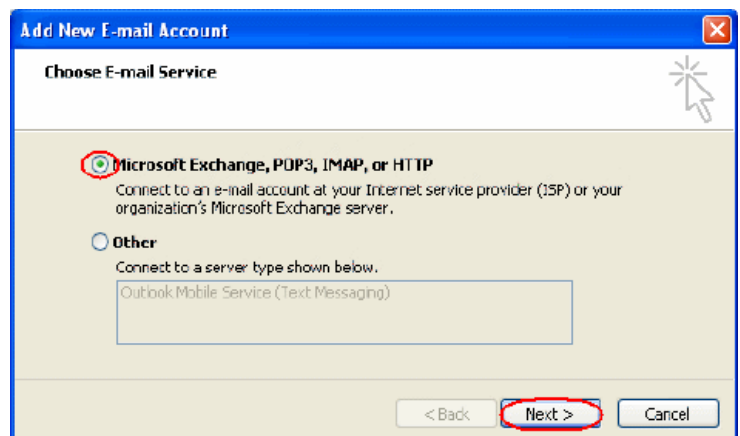 Add New E-mail Account
Choose E-mail Service
Microsoft Exchange, POP3, IMAP, or HTTP
Connect to an e-mail account at your Internet service provider (ISP) or your
organization's Microsoft Exchange server.
Other
Connect to a server type shown below.
Outlook Mobile Service (Text Messaging)
< Back Next > Cancel